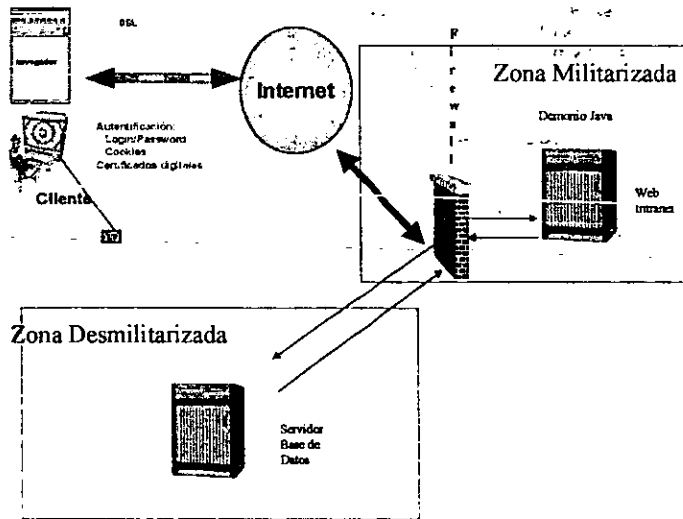 SSL
Navegador
Internet
Autentificación:
Login/Password
Cookies
Certificados digitales
Cliente
Firewall
Zona Militarizada
Demonio Java
Web
Intranet
Zona Desmilitarizada
Servidor
Base de
Datos